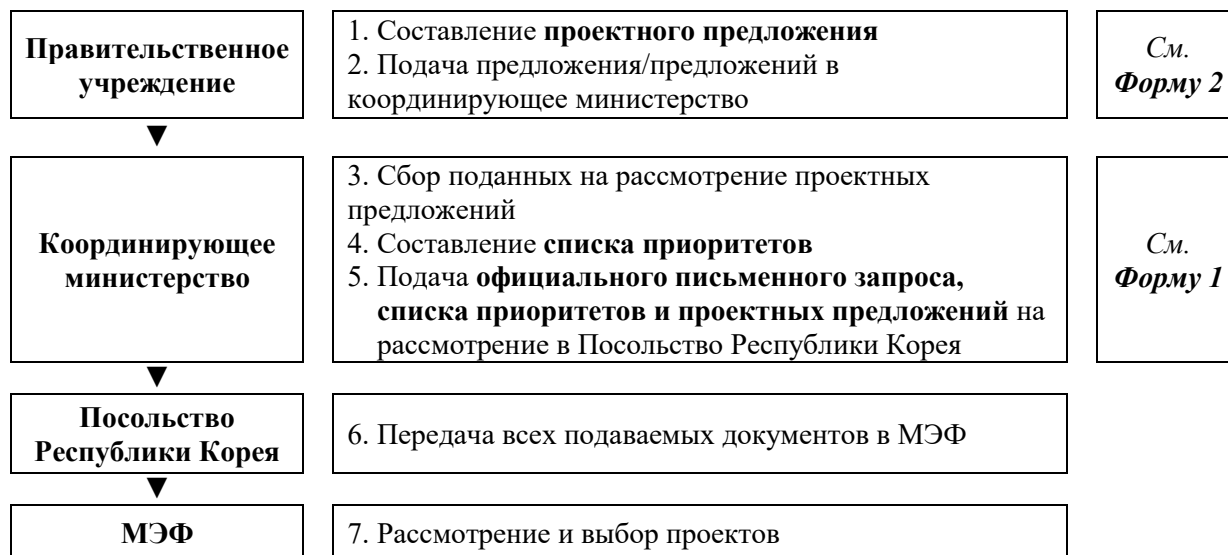 Правительственное
учреждение
1. Составление проектного предложения
2. Подача предложения/предложений в
координирующее министерство
См.
Форму 2
▼
Координирующее
министерство
3. Сбор поданных на рассмотрение проектных
предложений
4. Составление списка приоритетов
5. Подача официального письменного запроса,
списка приоритетов и проектных предложений на
рассмотрение в Посольство Республики Корея
См.
Форму 1
▼
Посольство
Республики Корея
6. Передача всех подаваемых документов в МЭФ
▼
МЭФ
7. Рассмотрение и выбор проектов